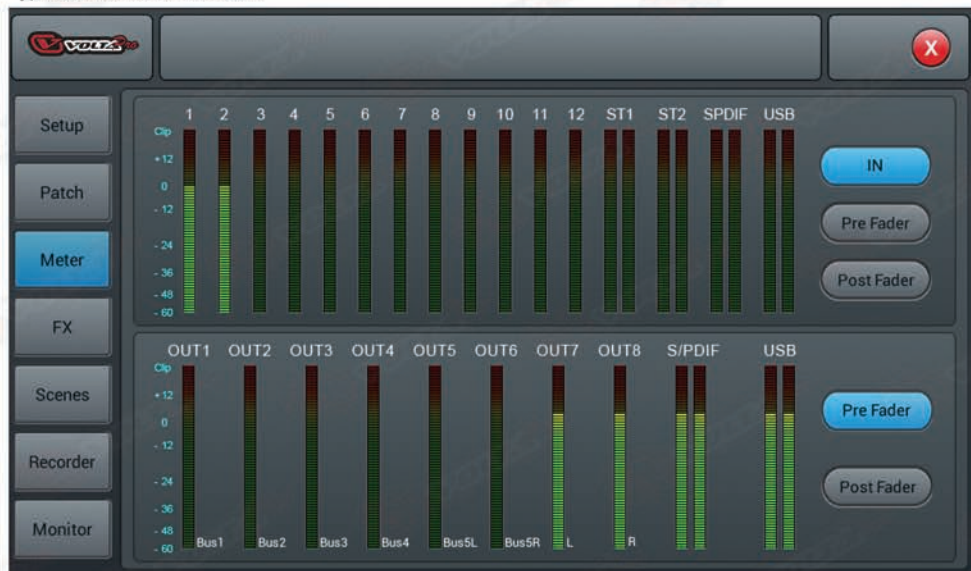 VOLTA Pro
X
Setup
Patch
Meter
FX
Scenes
Recorder
Monitor
1 2 3 4 5 6 7 8 9 10 11 12 ST1 ST2 SPDIF USB
Clip
+12
0
- 12
- 24
- 36
- 48
- 60
IN
Pre Fader
Post Fader
OUT1 OUT2 OUT3 OUT4 OUT5 OUT6 OUT7 OUT8 S/PDIF USB
Clip
+12
0
- 12
- 24
- 36
- 48
- 60
Bus1 Bus2 Bus3 Bus4 Bus5L Bus5R L R
Pre Fader
Post Fader